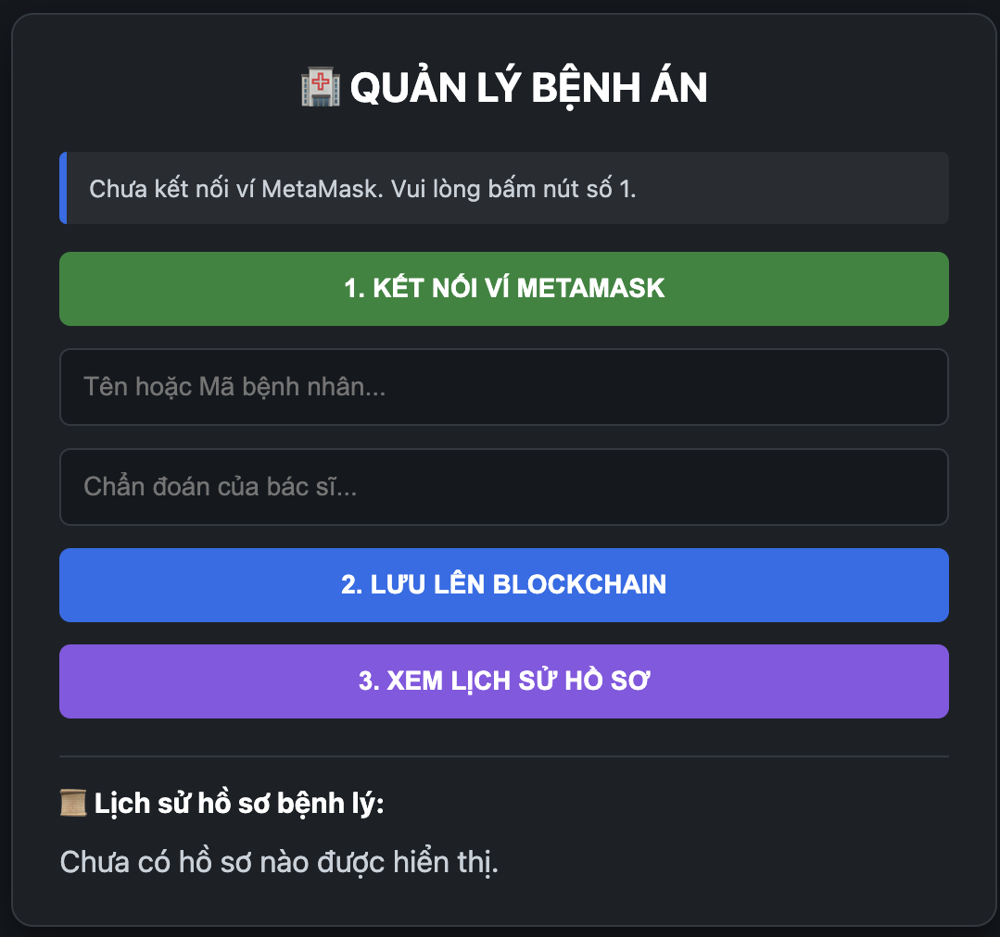 QUẢN LÝ BỆNH ÁN
Chưa kết nối ví MetaMask. Vui lòng bấm nút số 1.
1. KẾT NỐI VÍ METAMASK
Tên hoặc Mã bệnh nhân...
Chẩn đoán của bác sĩ...
2. LƯU LÊN BLOCKCHAIN
3. XEM LỊCH SỬ HỒ SƠ
Lịch sử hồ sơ bệnh lý:
Chưa có hồ sơ nào được hiển thị.